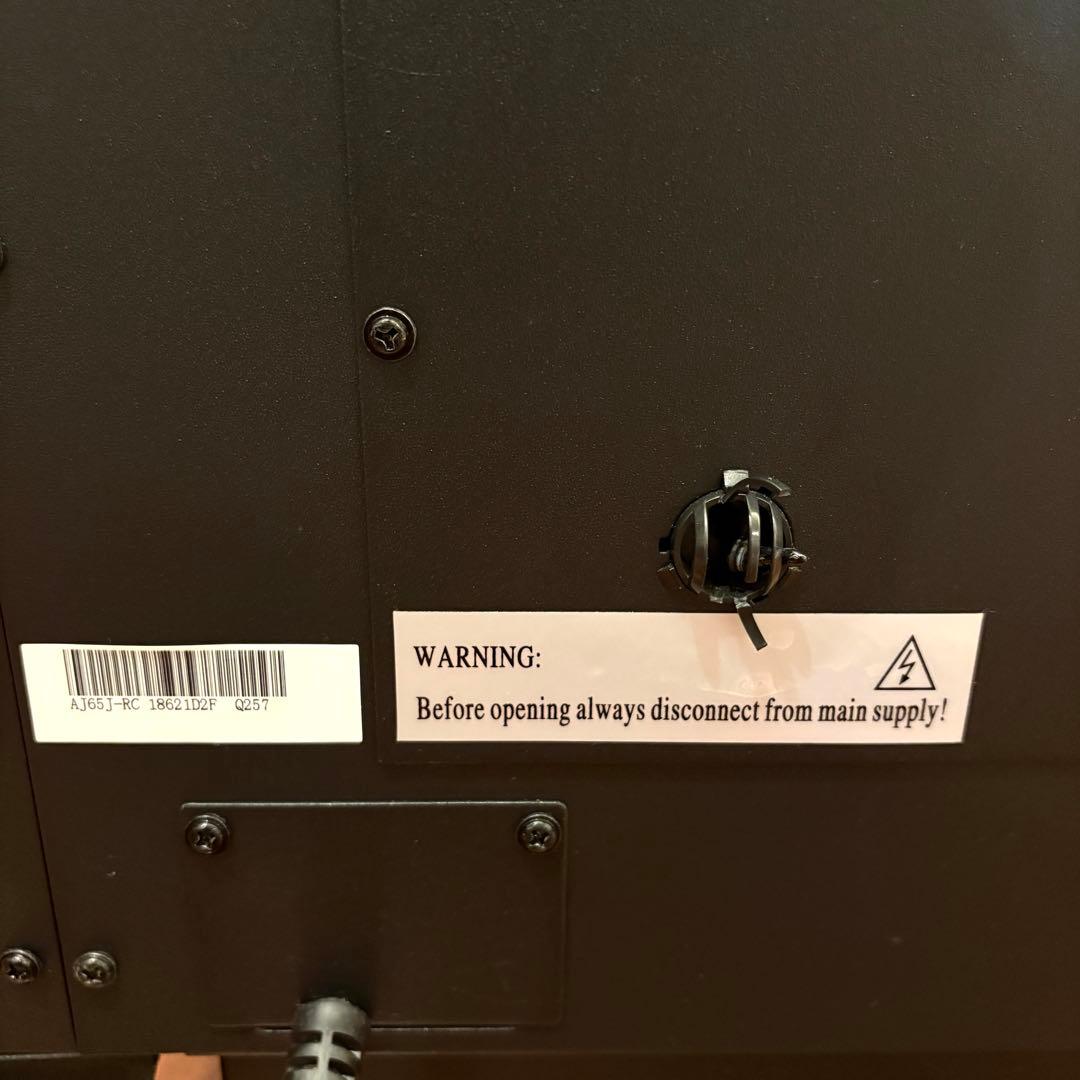 AJ65J-RC 18621D2F Q257
WARNING:
Before opening always disconnect from main supply!